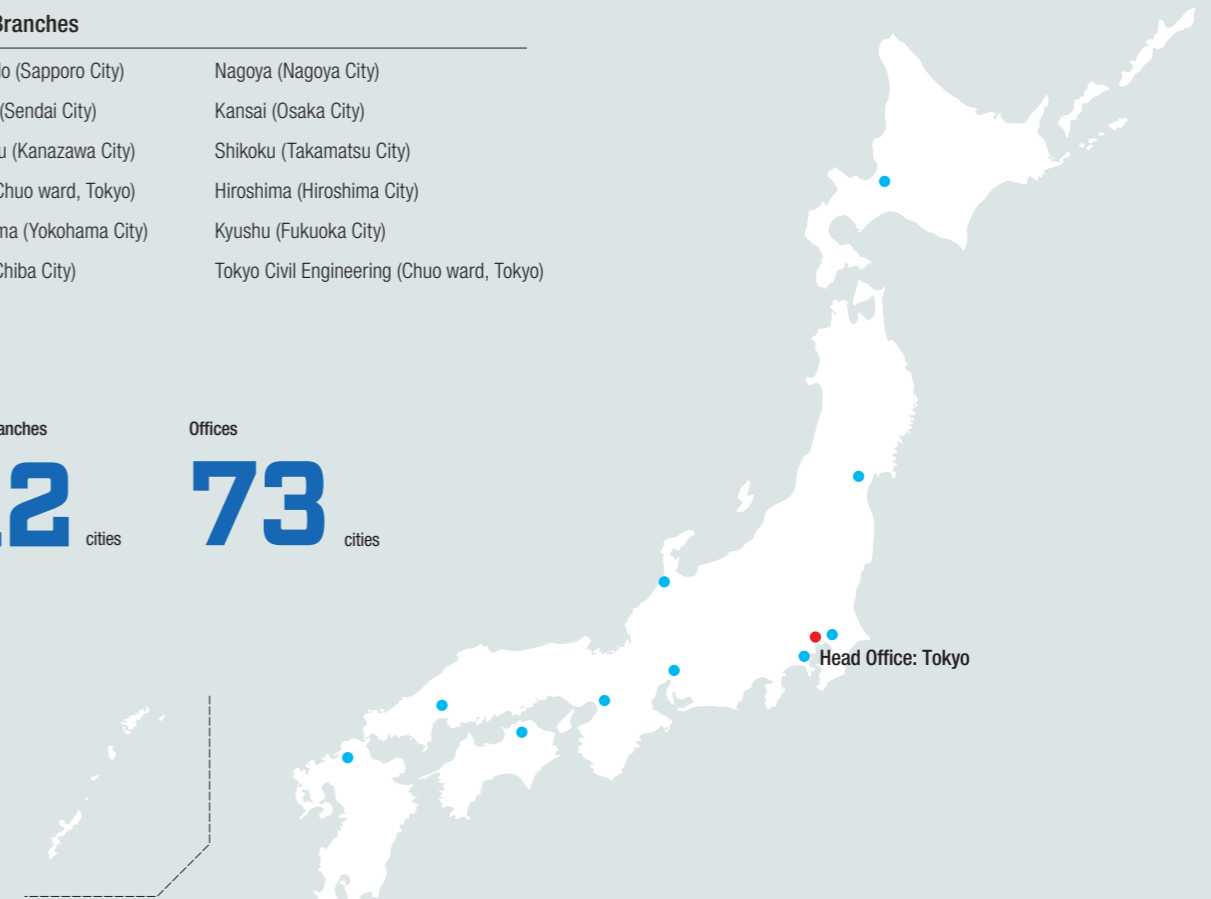 Branches
do (Sapporo City)
(Sendai City)
u (Kanazawa City)
Chuo ward, Tokyo)
ma (Yokohama City)
Chiba City)
Nagoya (Nagoya City)
Kansai (Osaka City)
Shikoku (Takamatsu City)
Hiroshima (Hiroshima City)
Kyushu (Fukuoka City)
Tokyo Civil Engineering (Chuo ward, Tokyo)
anches
2 cities
Offices
73 cities
Head Office: Tokyo